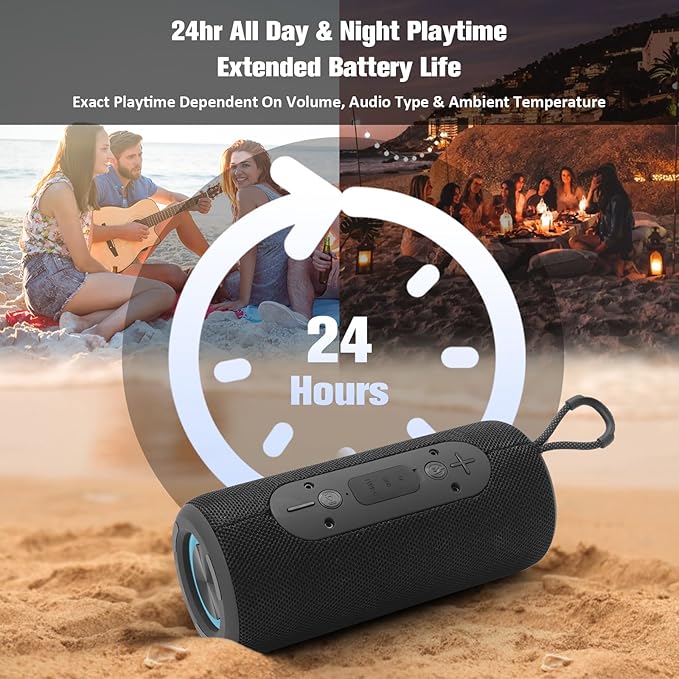 24hr All Day & Night Playtime
Extended Battery Life
Exact Playtime Dependent On Volume, Audio Type & Ambient Temperature
24
Hours